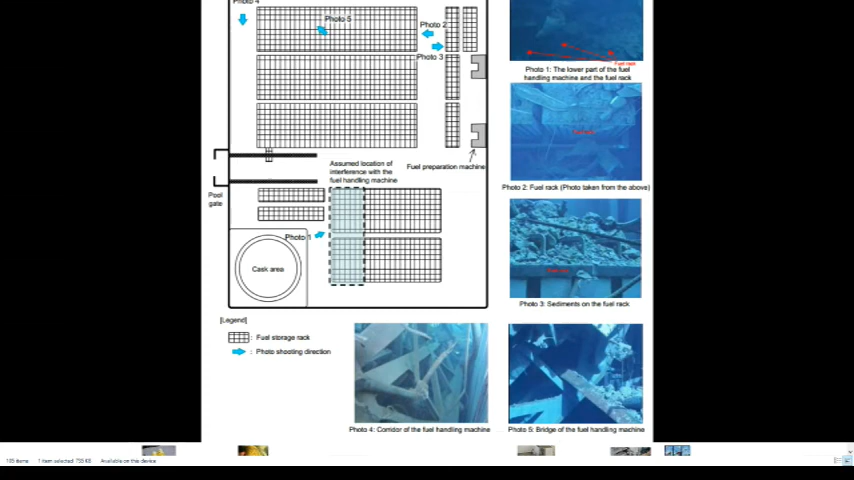 Photo 4
Photo 5
Photo 2
Photo 3
Fuel rack
Photo 1: The lower part of the fuel
handling machine and the fuel rack
Photo 2: Fuel rack (Photo taken from the above)
Assumed location of
interference with the
fuel handling machine
Fuel preparation machine
Pool
gate
Photo 1
Cask area
Photo 3: Sediments on the fuel rack
[Legend]
: Fuel storage rack
: Photo shooting direction
Photo 4: Corridor of the fuel handling machine
Photo 5: Bridge of the fuel handling machine
195 items
1 item selected 755 KB
Available on this device